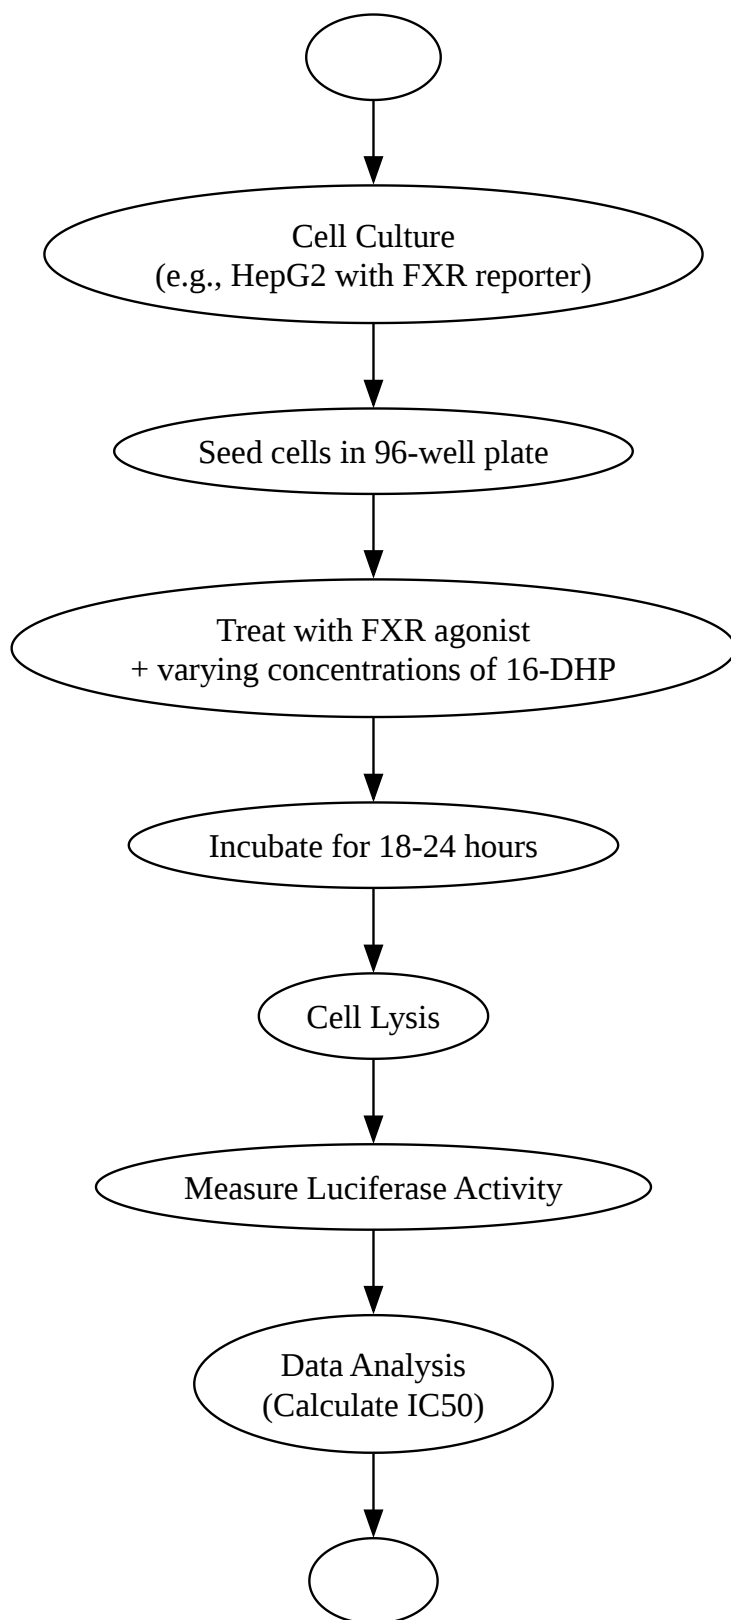 Cell Culture
(e.g., HepG2 with FXR reporter)
Seed cells in 96-well plate
Treat with FXR agonist
+ varying concentrations of 16-DHP
Incubate for 18-24 hours
Cell Lysis
Measure Luciferase Activity
Data Analysis
(Calculate IC50)